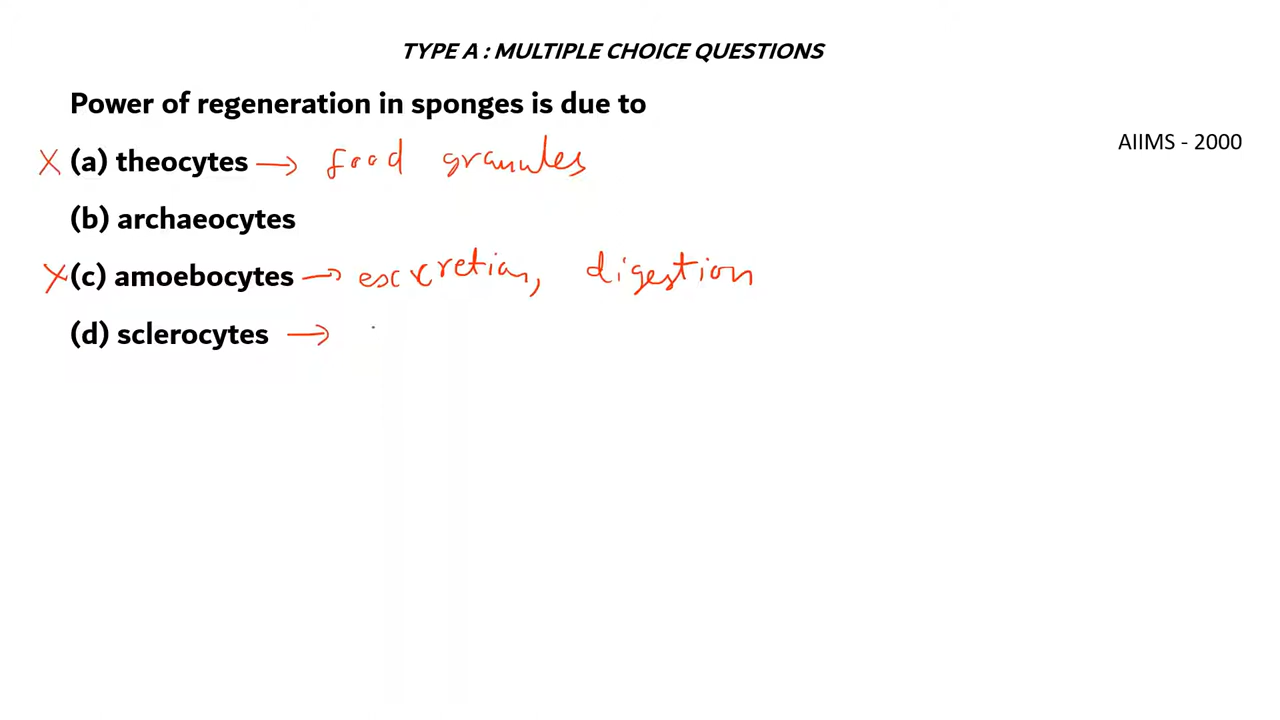 TYPE A : MULTIPLE CHOICE QUESTIONS
Power of regeneration in sponges is due to
AIIMS - 2000
X (a) theocytes → food granules
(b) archaeocytes
X (c) amoebocytes → excretion, digestion
(d) sclerocytes →